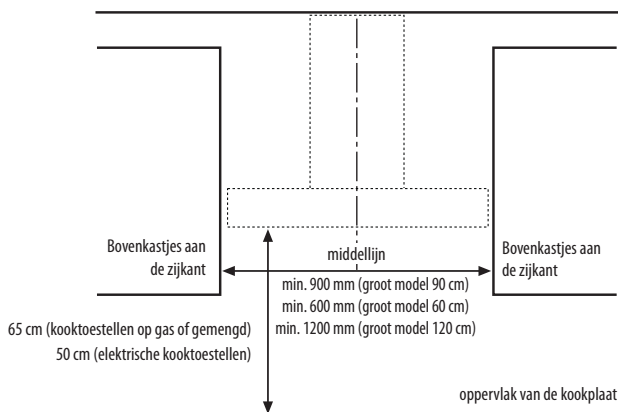 Bovenkastjes aan
de zijkant
middellijn
Bovenkastjes aan
de zijkant
min. 900 mm (groot model 90 cm)
min. 600 mm (groot model 60 cm)
min. 1200 mm (groot model 120 cm)
65 cm (kooktoestellen op gas of gemengd)
50 cm (elektrische kooktoestellen)
oppervlak van de kookplaat